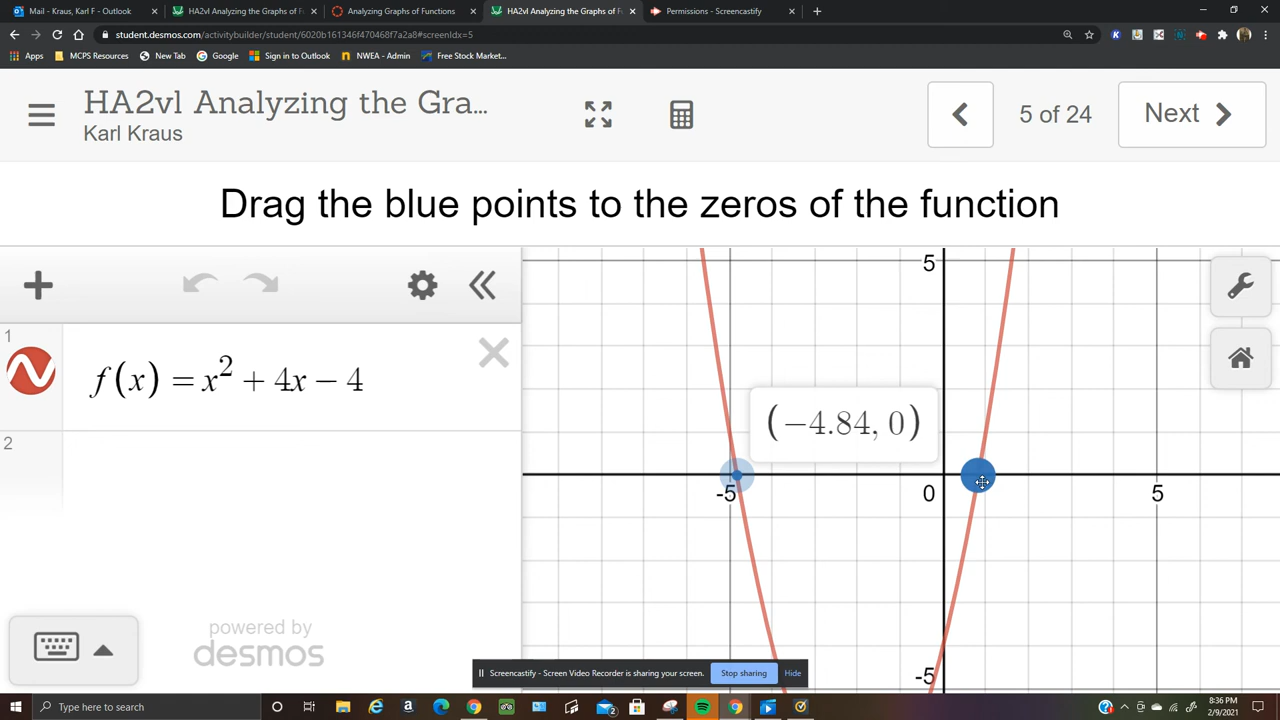 Mail - Kraus, Karl F - Outlook
HA2vl Analyzing the Graphs of F
Analyzing Graphs of Functions
HA2vl Analyzing the Graphs of F
Permissions - Screencastify
student.desmos.com/activitybuilder/student/6020b161346f470468f7a2a8#screenIdx=5
Apps
MCPS Resources
New Tab
Google
Sign in to Outlook
NWEA - Admin
Free Stock Market...
HA2vl Analyzing the Gra...
Karl Kraus
5 of 24
Next
Drag the blue points to the zeros of the function
1
f(x) = x² + 4x − 4
2
5
(−4.84, 0)
-5
0
5
-5
powered by
desmos
Screencastify - Screen Video Recorder is sharing your screen.
Stop sharing
Hide
Type here to search
8:36 PM
2/9/2021
2